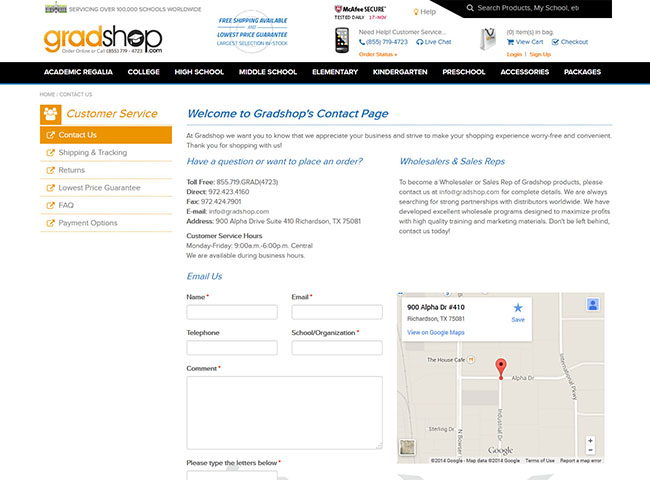 SERVICING OVER 100,000 SCHOOLS WORLDWIDE
gradshop.com
Order Online or Call (855) 719 - 4723
FREE SHIPPING AVAILABLE
AND
LOWEST PRICE GUARANTEE
LARGEST SELECTION IN-STOCK
McAfee SECURE™
TESTED DAILY 17-NOV
Help
Search Products, My School, etc
Need Help! Customer Service...
(855) 719-4723 Live Chat
Order Status »
(0) item(s) in bag.
View Cart Checkout
Login | Sign Up
ACADEMIC REGALIA COLLEGE HIGH SCHOOL MIDDLE SCHOOL ELEMENTARY KINDERGARTEN PRESCHOOL ACCESSORIES PACKAGES
HOME / CONTACT US
Customer Service
Contact Us
Shipping & Tracking
Returns
Lowest Price Guarantee
FAQ
Payment Options
Welcome to Gradshop's Contact Page
At Gradshop we want you to know that we appreciate your business and strive to make your shopping experience worry-free and convenient.
Thank you for shopping with us!
Have a question or want to place an order?
Toll Free: 855.719.GRAD(4723)
Direct: 972.423.4160
Fax: 972.424.7901
E-mail: info@gradshop.com
Address: 900 Alpha Drive Suite 410 Richardson, TX 75081
Customer Service Hours
Monday-Friday: 9:00a.m.-6:00p.m. Central
We are available during business hours.
Wholesalers & Sales Reps
To become a Wholesaler or Sales Rep of Gradshop products, please
contact us at info@gradshop.com for complete details. We are always
searching for strong partnerships with distributors worldwide. We have
developed excellent wholesale programs designed to maximize profits
with high quality training and marketing materials. Don't be left behind,
contact us today!
Email Us
Name *
Email *
Telephone
School/Organization *
Comment *
Please type the letters below *
900 Alpha Dr #410
Richardson, TX 75081
Save
View on Google Maps
The House Cafe
Alpha Dr
International Pkwy
Sterling Dr
N Bowser
Industrial Dr
Google
©2014 Google - Map data ©2014 Google Terms of Use Report a map error